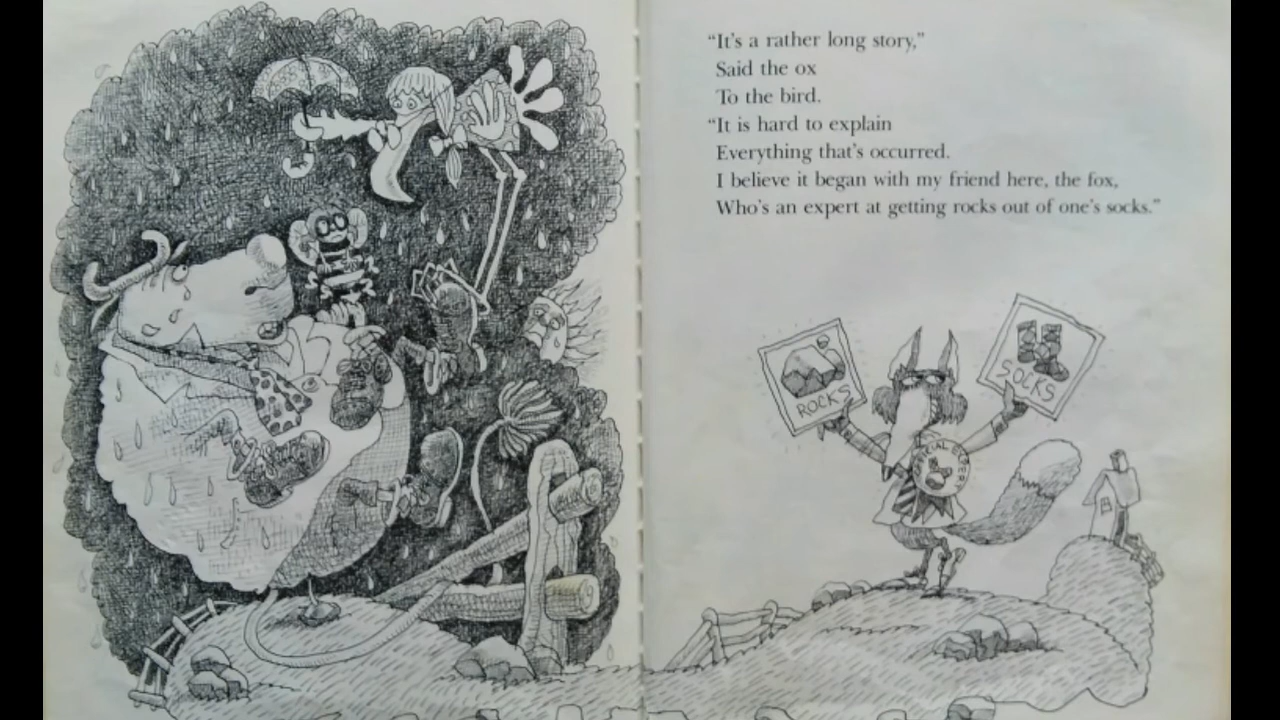 “It’s a rather long story,”
Said the ox
To the bird.
“It is hard to explain
Everything that’s occurred.
I believe it began with my friend here, the fox,
Who’s an expert at getting rocks out of one’s socks.”
ROCKS
SOCKS